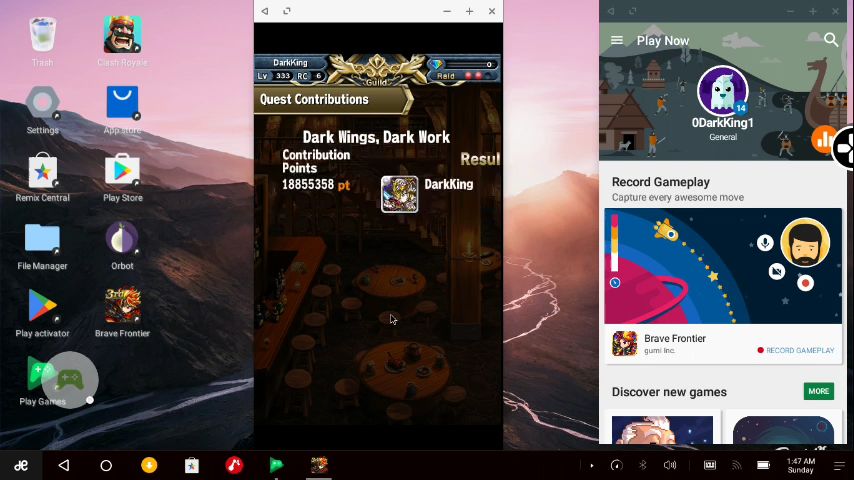 Trash
Clash Royale
Settings
App store
Remix Central
Play Store
File Manager
Orbot
Play activator
Brave Frontier
Play Games
DarkKing
Lv 333 RC 6
Guild
0
Raid
Quest Contributions
Dark Wings, Dark Work
Contribution
Points
Resul
18855358 pt
DarkKing
Play Now
14
0DarkKing1
General
Record Gameplay
Capture every awesome move
Brave Frontier
gumi Inc.
RECORD GAMEPLAY
Discover new games
MORE
1:47 AM
Sunday